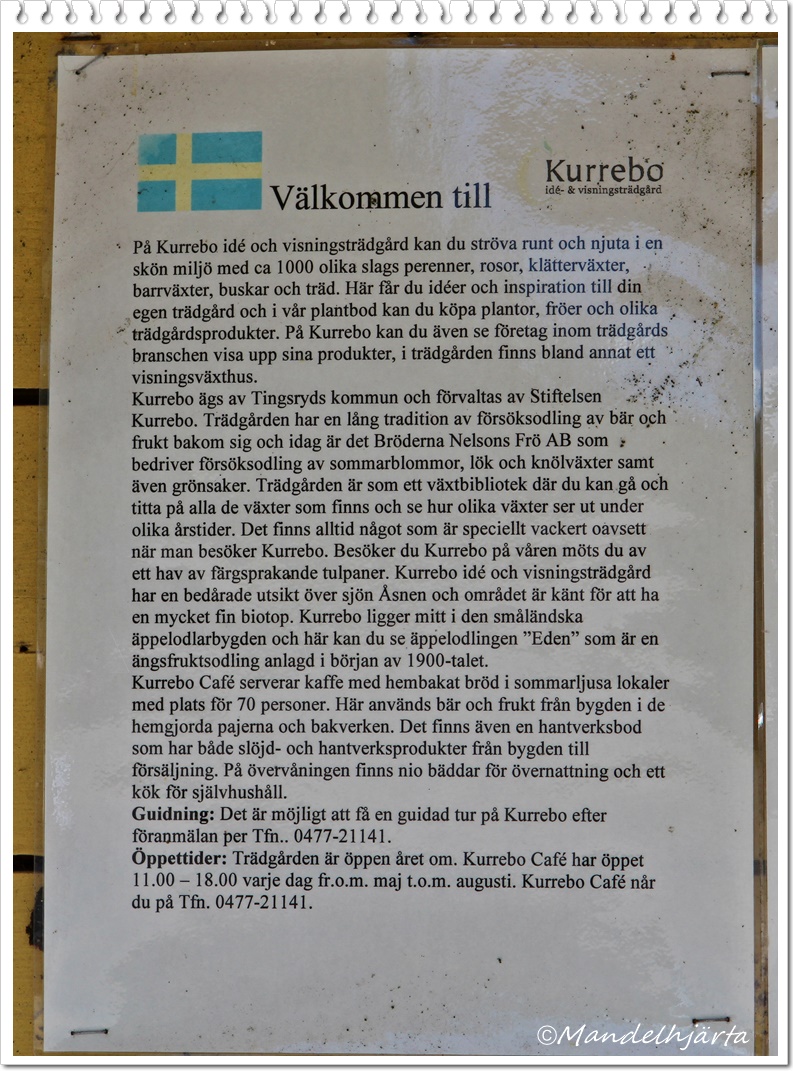 Välkommen till
Kurrebo
idé- & visningsträdgård
På Kurrebo idé och visningsträdgård kan du ströva runt och njuta i en
skön miljö med ca 1000 olika slags perenner, rosor, klätterväxter,
barrväxter, buskar och träd. Här får du idéer och inspiration till din
egen trädgård och i vår plantbod kan du köpa plantor, fröer och olika
trädgårdsprodukter. På Kurrebo kan du även se företag inom trädgårds
branschen visa upp sina produkter, i trädgården finns bland annat ett
visningsväxthus.
Kurrebo ägs av Tingsryds kommun och förvaltas av Stiftelsen
Kurrebo. Trädgården har en lång tradition av försöksodling av bär och
frukt bakom sig och idag är det Bröderna Nelsons Frö AB som
bedriver försöksodling av sommarblommor, lök och knölväxter samt
även grönsaker. Trädgården är som ett växtbibliotek där du kan gå och
titta på alla de växter som finns och se hur olika växter ser ut under
olika årstider. Det finns alltid något som är speciellt vackert oavsett
när man besöker Kurrebo. Besöker du Kurrebo på våren möts du av
ett hav av färgsprakande tulpaner. Kurrebo idé och visningsträdgård
har en bedårade utsikt över sjön Åsnen och området är känt för att ha
en mycket fin biotop. Kurrebo ligger mitt i den småländska
äppelodlarbygden och här kan du se äppelodlingen ”Eden” som är en
ängsfruktsodling anlagd i början av 1900-talet.
Kurrebo Café serverar kaffe med hembakat bröd i sommarljusa lokaler
med plats för 70 personer. Här används bär och frukt från bygden i de
hemgjorda pajerna och bakverken. Det finns även en hantverksbod
som har både slöjd- och hantverksprodukter från bygden till
försäljning. På övervåningen finns nio bäddar för övernattning och ett
kök för självhushåll.
Guidning: Det är möjligt att få en guidad tur på Kurrebo efter
föranmälan per Tfn.. 0477-21141.
Öppettider: Trädgården är öppen året om. Kurrebo Café har öppet
11.00 – 18.00 varje dag fr.o.m. maj t.o.m. augusti. Kurrebo Café når
du på Tfn. 0477-21141.
©Mandelhjärta